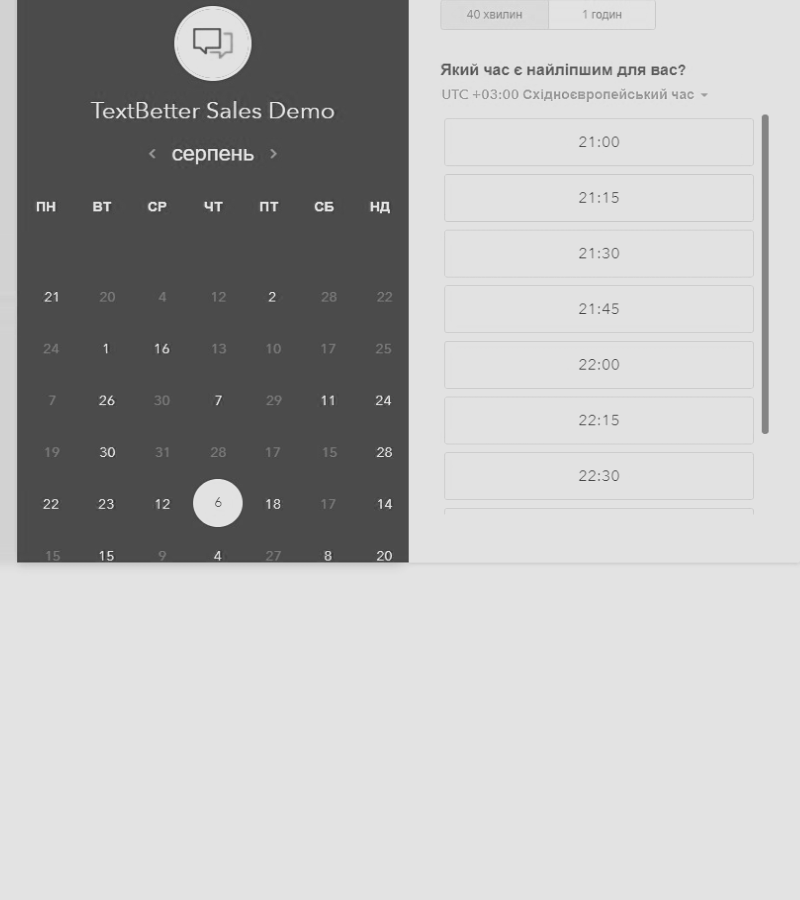 TextBetter Sales Demo
серпень
ПН ВТ СР ЧТ ПТ СБ НД
21 20 4 12 2 28 22
24 1 16 13 10 17 25
7 26 30 7 29 11 24
19 30 31 28 17 15 28
22 23 12 6 18 17 14
15 15 9 4 27 8 20
40 хвилин 1 годин
Який час є найліпшим для вас?
UTC +03:00 Східноєвропейський час
21:00
21:15
21:30
21:45
22:00
22:15
22:30